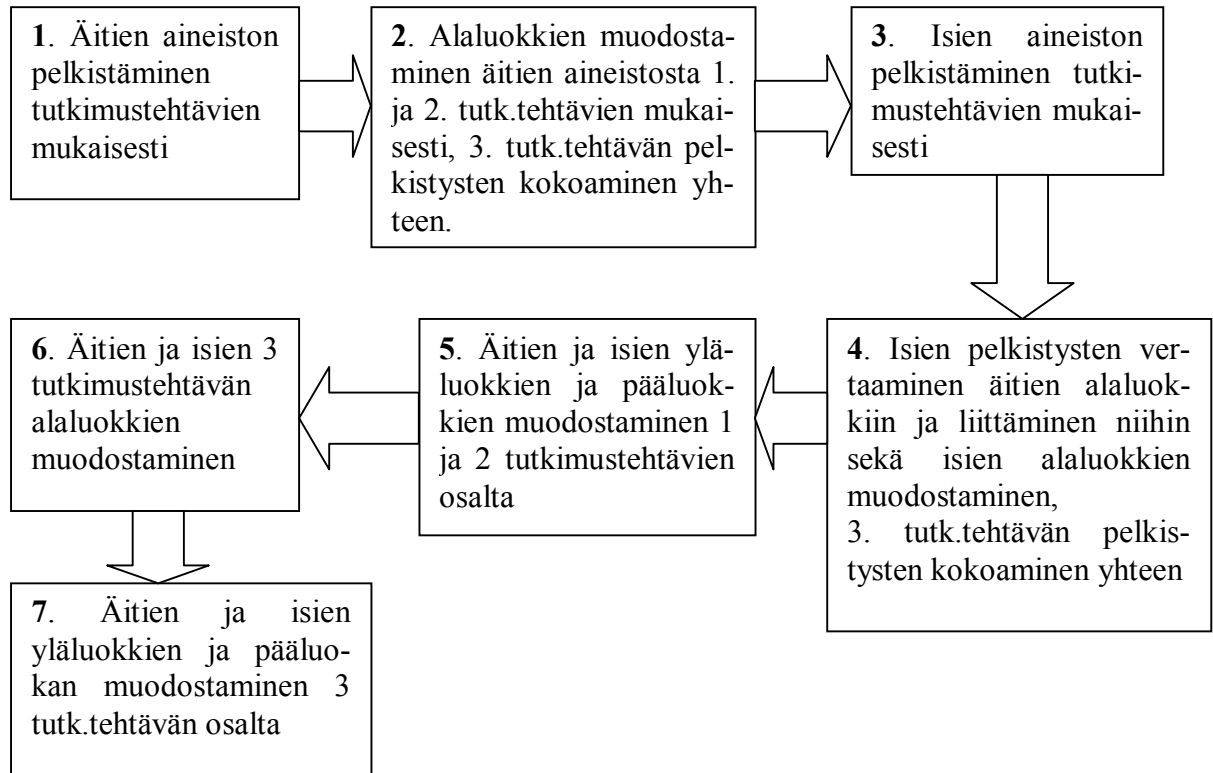 1. Äitien aineiston
pelkistäminen
tutkimustehtävien
mukaisesti
2. Alaluokkien muodosta-
minen äitien aineistosta 1.
ja 2. tutk.tehtävien mukai-
sesti, 3. tutk.tehtävän pel-
kistysten kokoaminen yh-
teen.
3. Isien aineiston
pelkistäminen tutki-
mustehtävien mukai-
sesti
4. Isien pelkistysten ver-
taaminen äitien alaluok-
kiin ja liittäminen niihin
sekä isien alaluokkien
muodostaminen,
3. tutk.tehtävän pelkis-
tysten kokoaminen yhteen
5. Äitien ja isien ylä-
luokkien ja pääluok-
kien muodostaminen 1
ja 2 tutkimustehtävien
osalta
6. Äitien ja isien 3
tutkimustehtävän
alaluokkien
muodostaminen
7. Äitien ja isien
yläluokkien ja pääluo-
kan muodostaminen 3
tutk.tehtävän osalta